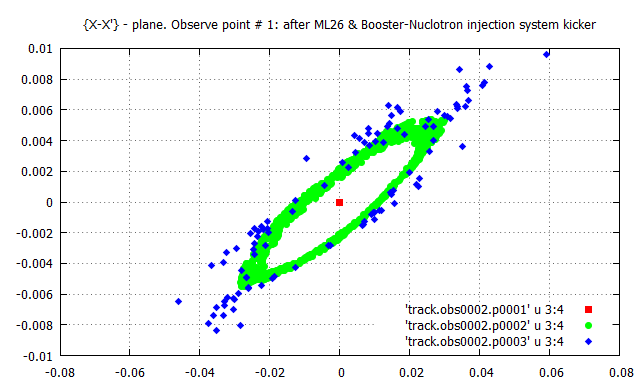 {X-X'} - plane. Observe point # 1: after ML26 & Booster-Nuclotron injection system kicker
0.01
0.008
0.006
0.004
0.002
0
-0.002
-0.004
-0.006
-0.008
-0.01
'track.obs0002.p0001' u 3:4
'track.obs0002.p0002' u 3:4
'track.obs0002.p0003' u 3:4
-0.08 -0.06 -0.04 -0.02 0 0.02 0.04 0.06 0.08